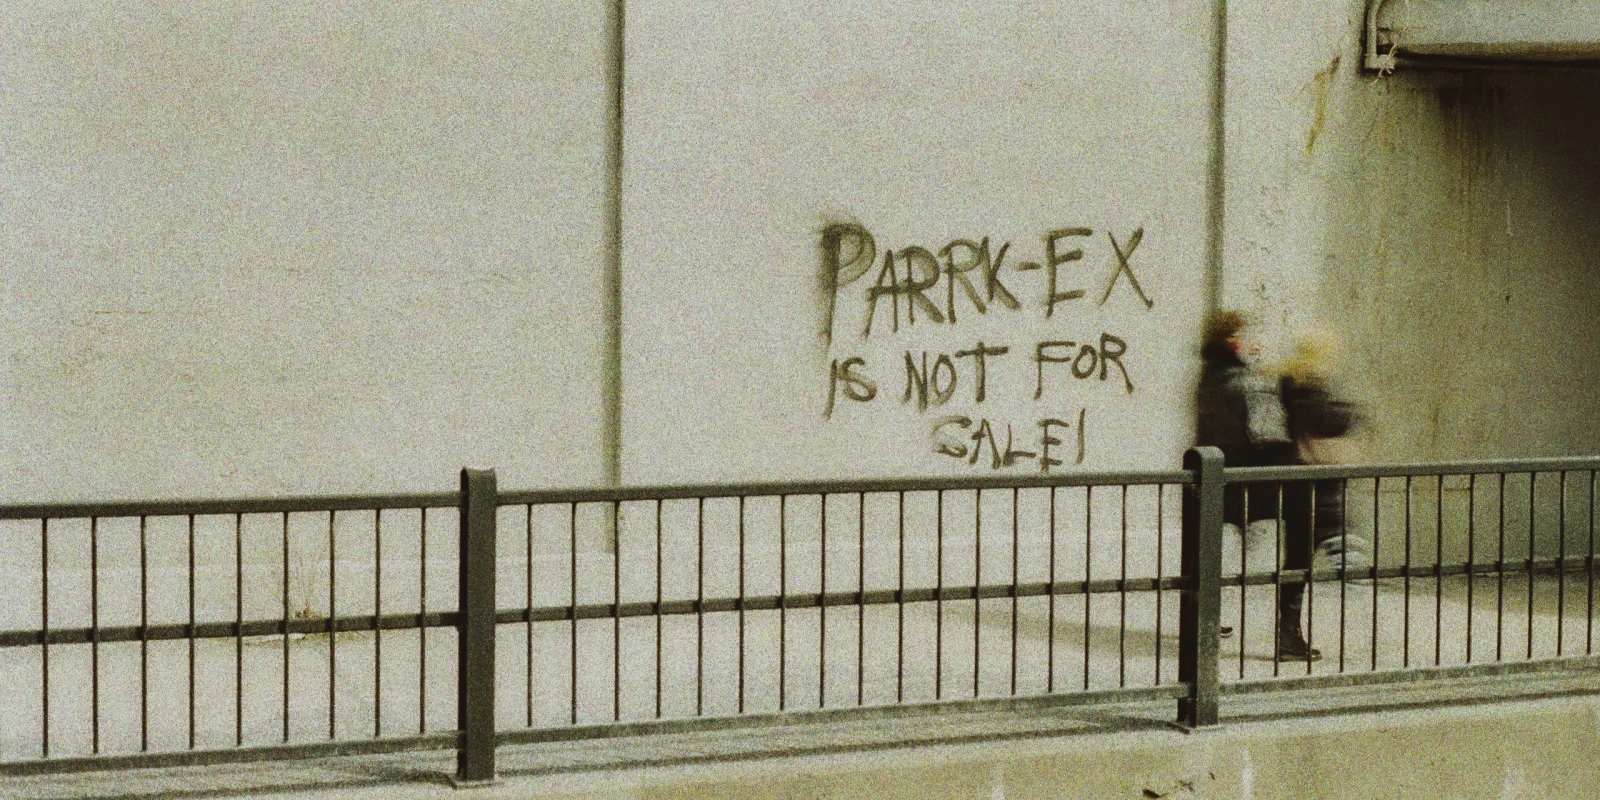 PARRK-EX
IS NOT FOR
SALE!